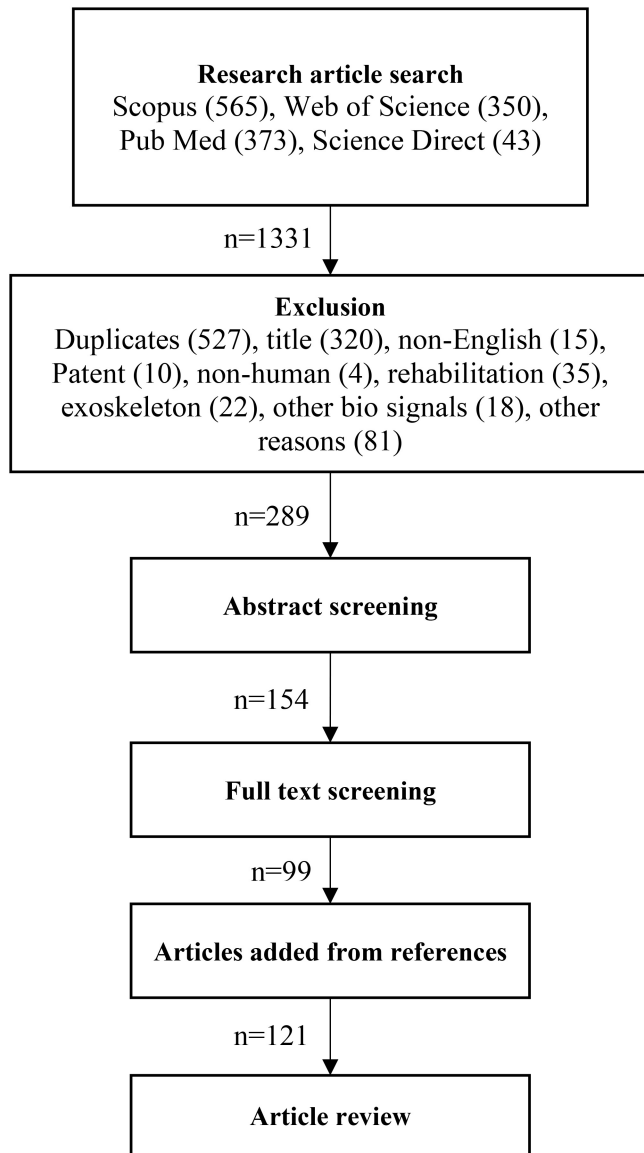 Research article search
Scopus (565), Web of Science (350),
Pub Med (373), Science Direct (43)
n=1331
Exclusion
Duplicates (527), title (320), non-English (15),
Patent (10), non-human (4), rehabilitation (35),
exoskeleton (22), other bio signals (18), other
reasons (81)
n=289
Abstract screening
n=154
Full text screening
n=99
Articles added from references
n=121
Article review